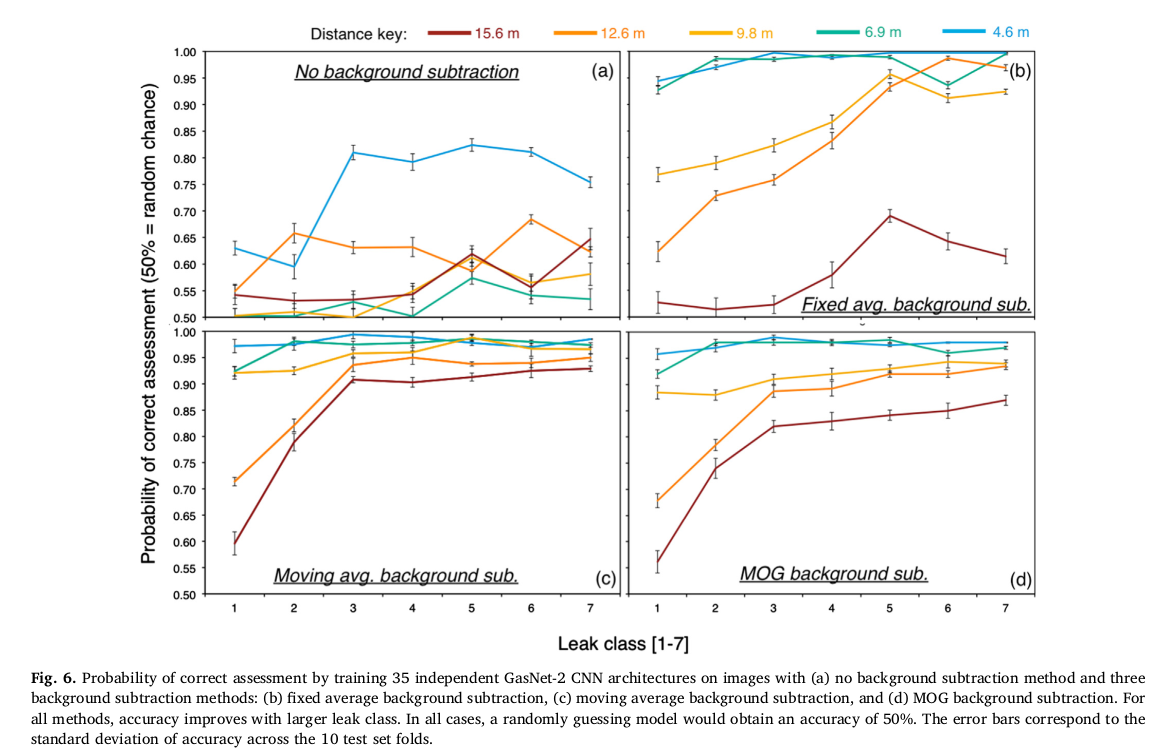 Distance key: 15.6 m 12.6 m 9.8 m 6.9 m 4.6 m
Probability of correct assessment (50% = random chance)
1.00
0.95
0.90
0.85
0.80
0.75
0.70
0.65
0.60
0.55
0.50
No background subtraction (a)
(b)
Fixed avg. background sub.
1.00
0.95
0.90
0.85
0.80
0.75
0.70
0.65
0.60
0.55
0.50
Moving avg. background sub. (c)
MOG background sub. (d)
1 2 3 4 5 6 7
1 2 3 4 5 6 7
Leak class [1-7]
Fig. 6. Probability of correct assessment by training 35 independent GasNet-2 CNN architectures on images with (a) no background subtraction method and three
background subtraction methods: (b) fixed average background subtraction, (c) moving average background subtraction, and (d) MOG background subtraction. For
all methods, accuracy improves with larger leak class. In all cases, a randomly guessing model would obtain an accuracy of 50%. The error bars correspond to the
standard deviation of accuracy across the 10 test set folds.